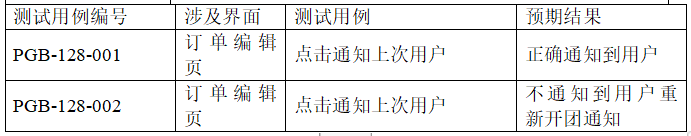 测试用例编号 涉及界面 测试用例 预期结果
PGB-128-001 订单编辑页 点击通知上次用户 正确通知到用户
PGB-128-002 订单编辑页 点击通知上次用户 不通知到用户重新开团通知